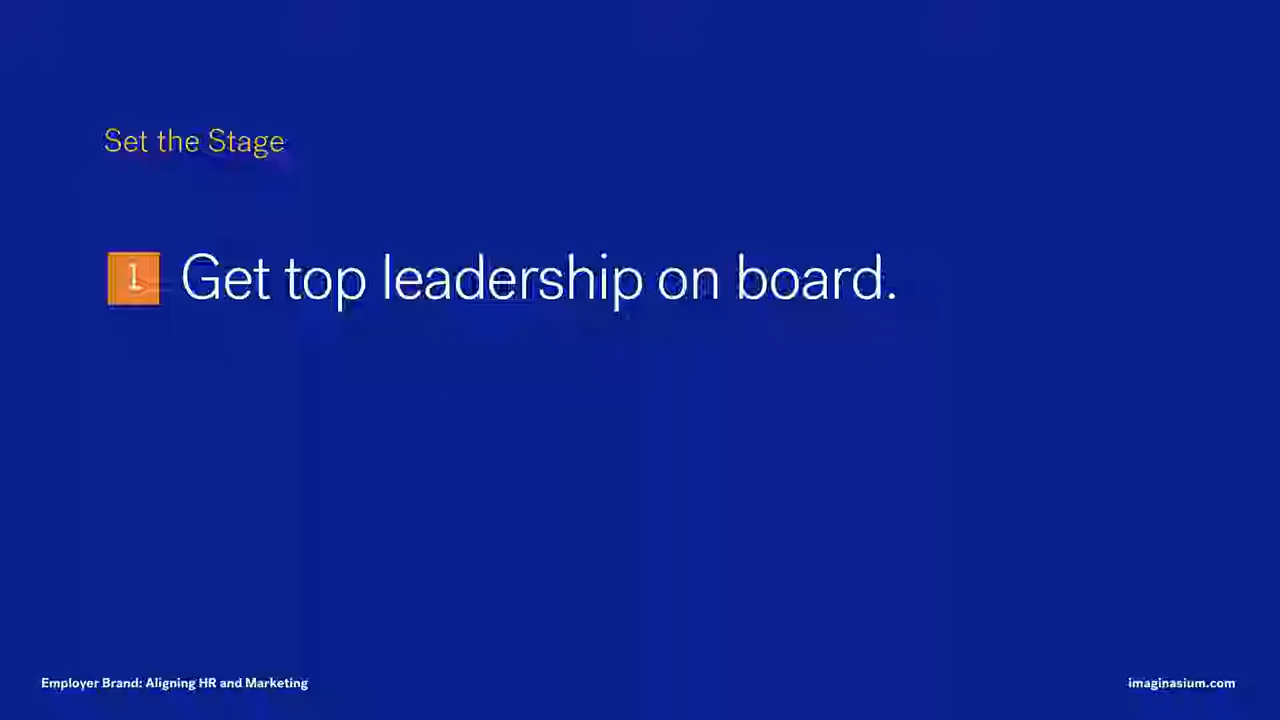 Set the Stage
1 Get top leadership on board.
Employer Brand: Aligning HR and Marketing
imaginasium.com